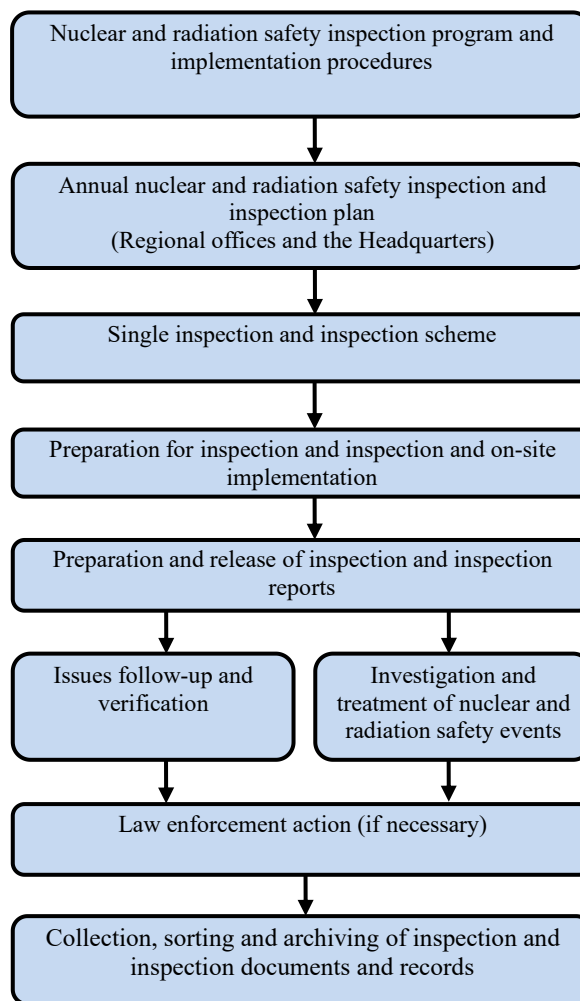 Nuclear and radiation safety inspection program and
implementation procedures
Annual nuclear and radiation safety inspection and
inspection plan
(Regional offices and the Headquarters)
Single inspection and inspection scheme
Preparation for inspection and inspection and on-site
implementation
Preparation and release of inspection and inspection
reports
Issues follow-up and
verification
Investigation and
treatment of nuclear and
radiation safety events
Law enforcement action (if necessary)
Collection, sorting and archiving of inspection and
inspection documents and records